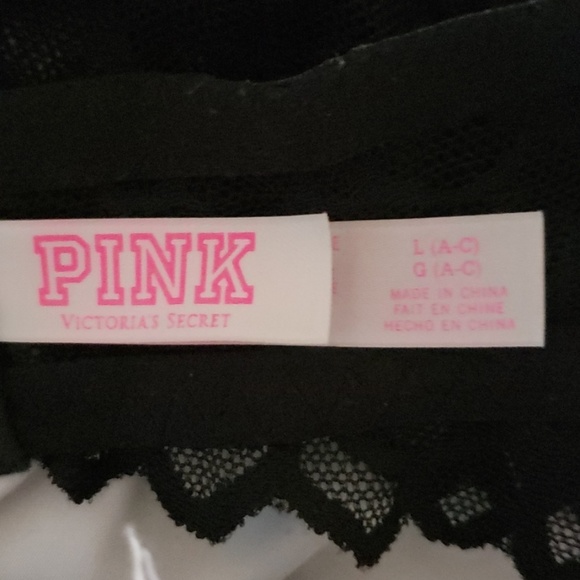 PINK
VICTORIA'S SECRET
L (A-C)
G (A-C)
MADE IN CHINA
FAIT EN CHINE
HECHO EN CHINA